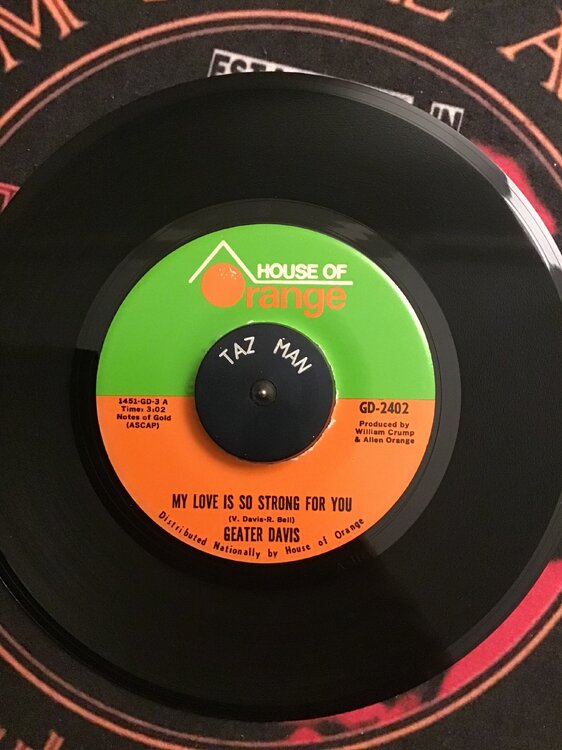 EST
IN
HOUSE OF
Orange
TAZ MAN
1451-GD-3 A
Time: 3:02
Notes of Gold
(ASCAP)
GD-2402
Produced by
William Crump
& Allen Orange
MY LOVE IS SO STRONG FOR YOU
(V. Davis-R. Bell)
GEATER DAVIS
Distributed Nationally by House of Orange